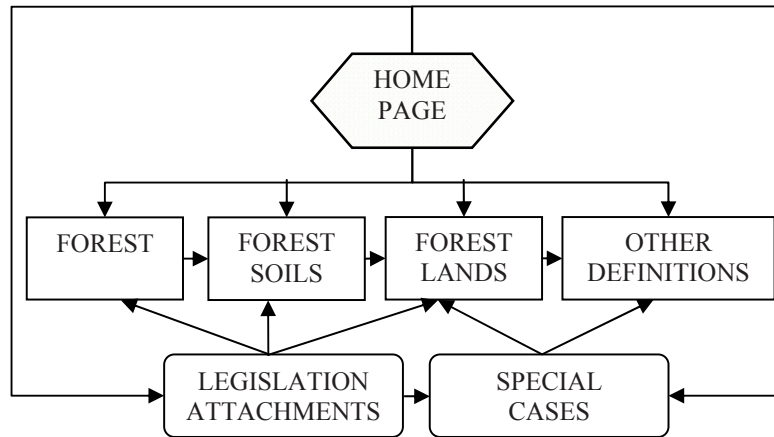 HOME
PAGE
FOREST
FOREST
SOILS
FOREST
LANDS
OTHER
DEFINITIONS
LEGISLATION
ATTACHMENTS
SPECIAL
CASES